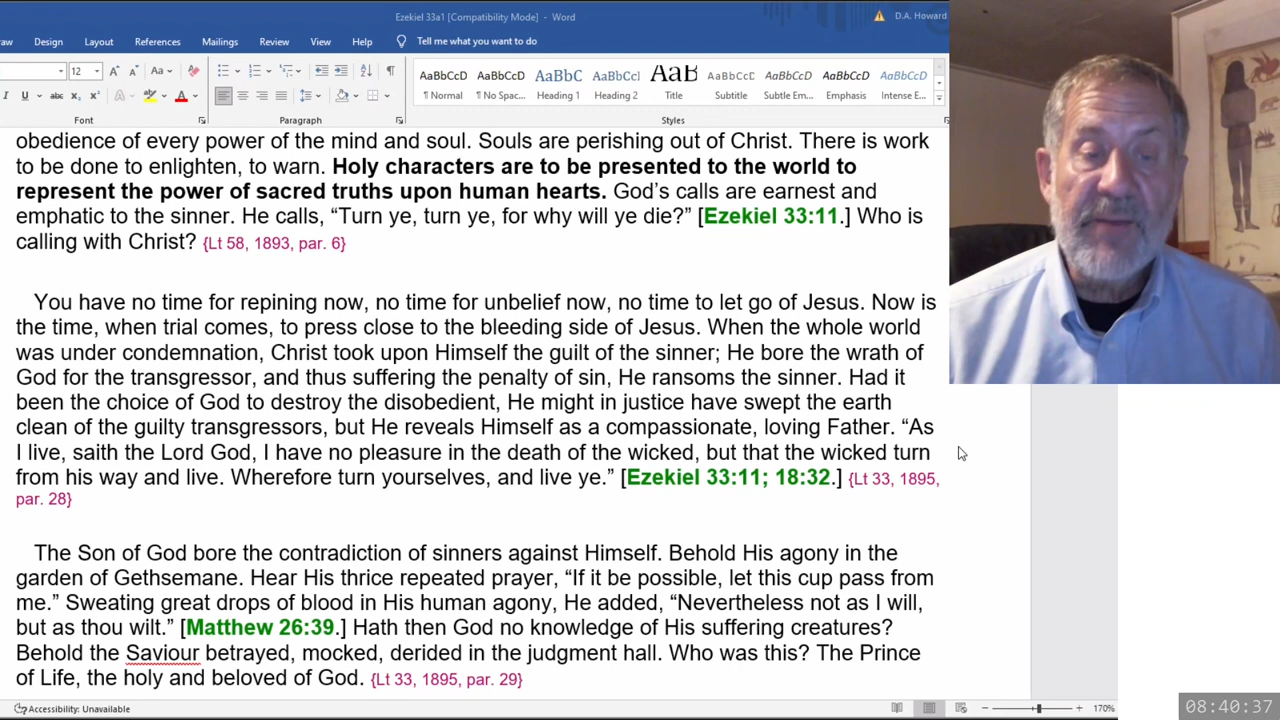 Ezekiel 33a1 [Compatibility Mode] - Word
D.A. Howard
aw Design Layout References Mailings Review View Help Tell me what you want to do
12 Aa
AaBbCcD AaBbCcD AaBbC AaBbCcl AaB AaBbCcD AaBbCcD AaBbCcD AaBbCcD
I U abc x₂ x² A ab A
¶ Normal ¶ No Spac... Heading 1 Heading 2 Title Subtitle Subtle Em... Emphasis Intense E...
Font Paragraph Styles
obedience of every power of the mind and soul. Souls are perishing out of Christ. There is work
to be done to enlighten, to warn. Holy characters are to be presented to the world to
represent the power of sacred truths upon human hearts. God’s calls are earnest and
emphatic to the sinner. He calls, “Turn ye, turn ye, for why will ye die?” [Ezekiel 33:11.] Who is
calling with Christ? {Lt 58, 1893, par. 6}
You have no time for repining now, no time for unbelief now, no time to let go of Jesus. Now is
the time, when trial comes, to press close to the bleeding side of Jesus. When the whole world
was under condemnation, Christ took upon Himself the guilt of the sinner; He bore the wrath of
God for the transgressor, and thus suffering the penalty of sin, He ransoms the sinner. Had it
been the choice of God to destroy the disobedient, He might in justice have swept the earth
clean of the guilty transgressors, but He reveals Himself as a compassionate, loving Father. “As
I live, saith the Lord God, I have no pleasure in the death of the wicked, but that the wicked turn
from his way and live. Wherefore turn yourselves, and live ye.” [Ezekiel 33:11; 18:32.] {Lt 33, 1895,
par. 28}
The Son of God bore the contradiction of sinners against Himself. Behold His agony in the
garden of Gethsemane. Hear His thrice repeated prayer, “If it be possible, let this cup pass from
me.” Sweating great drops of blood in His human agony, He added, “Nevertheless not as I will,
but as thou wilt.” [Matthew 26:39.] Hath then God no knowledge of His suffering creatures?
Behold the Saviour betrayed, mocked, derided in the judgment hall. Who was this? The Prince
of Life, the holy and beloved of God. {Lt 33, 1895, par. 29}
Accessibility: Unavailable
170%
08:40:37